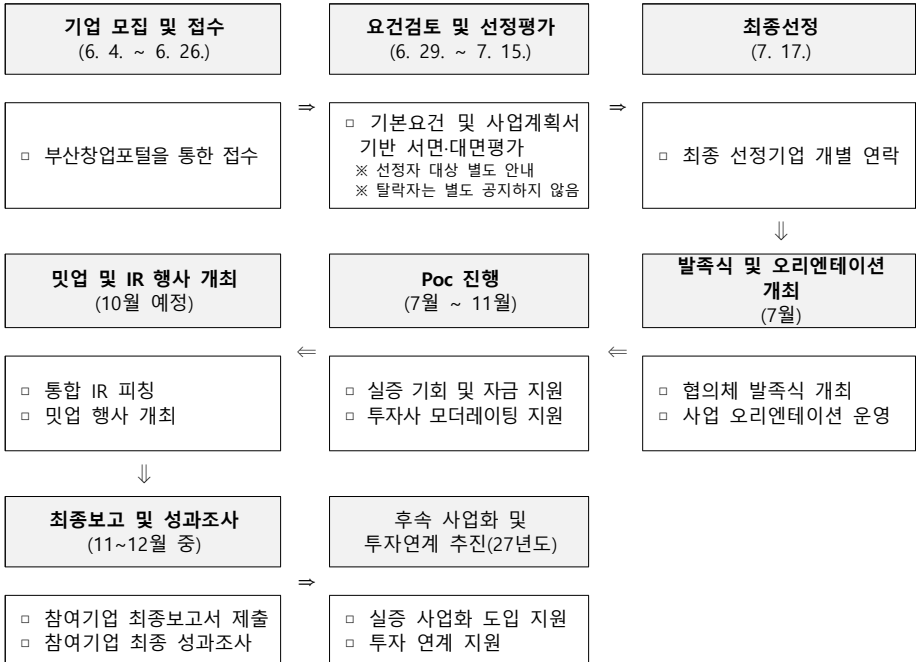 기업 모집 및 접수
(6. 4. ~ 6. 26.)
□ 부산창업포털을 통한 접수
⇒
요건검토 및 선정평가
(6. 29. ~ 7. 15.)
□ 기본요건 및 사업계획서
기반 서면·대면평가
※ 선정자 대상 별도 안내
※ 탈락자는 별도 공지하지 않음
⇒
최종선정
(7. 17.)
□ 최종 선정기업 개별 연락
⇓
발족식 및 오리엔테이션
개최
(7월)
□ 협의체 발족식 개최
□ 사업 오리엔테이션 운영
⇐
Poc 진행
(7월 ~ 11월)
□ 실증 기회 및 자금 지원
□ 투자사 모더레이팅 지원
⇐
밋업 및 IR 행사 개최
(10월 예정)
□ 통합 IR 피칭
□ 밋업 행사 개최
⇓
최종보고 및 성과조사
(11~12월 중)
□ 참여기업 최종보고서 제출
□ 참여기업 최종 성과조사
⇒
후속 사업화 및
투자연계 추진(27년도)
□ 실증 사업화 도입 지원
□ 투자 연계 지원